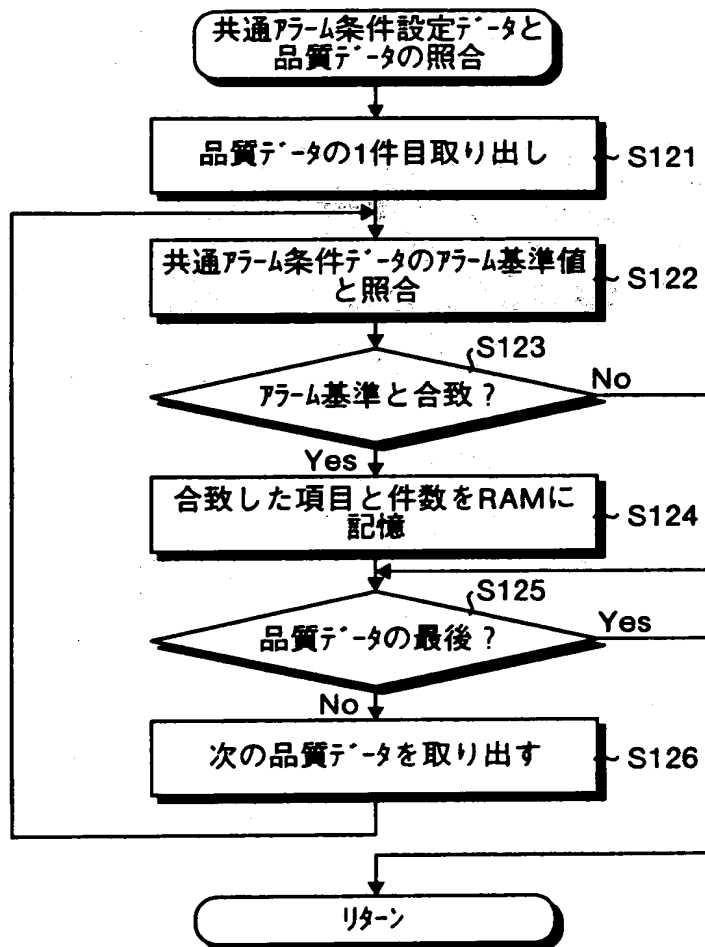 共通ｱﾗｰﾑ条件設定ﾃﾞｰﾀと
品質ﾃﾞｰﾀの照合
品質ﾃﾞｰﾀの1件目取り出し
S121
共通ｱﾗｰﾑ条件ﾃﾞｰﾀのｱﾗｰﾑ基準値
と照合
S122
S123
ｱﾗｰﾑ基準と合致？
No
Yes
合致した項目と件数をRAMに
記憶
S124
S125
品質ﾃﾞｰﾀの最後？
Yes
No
次の品質ﾃﾞｰﾀを取り出す
S126
ﾘﾀｰﾝ